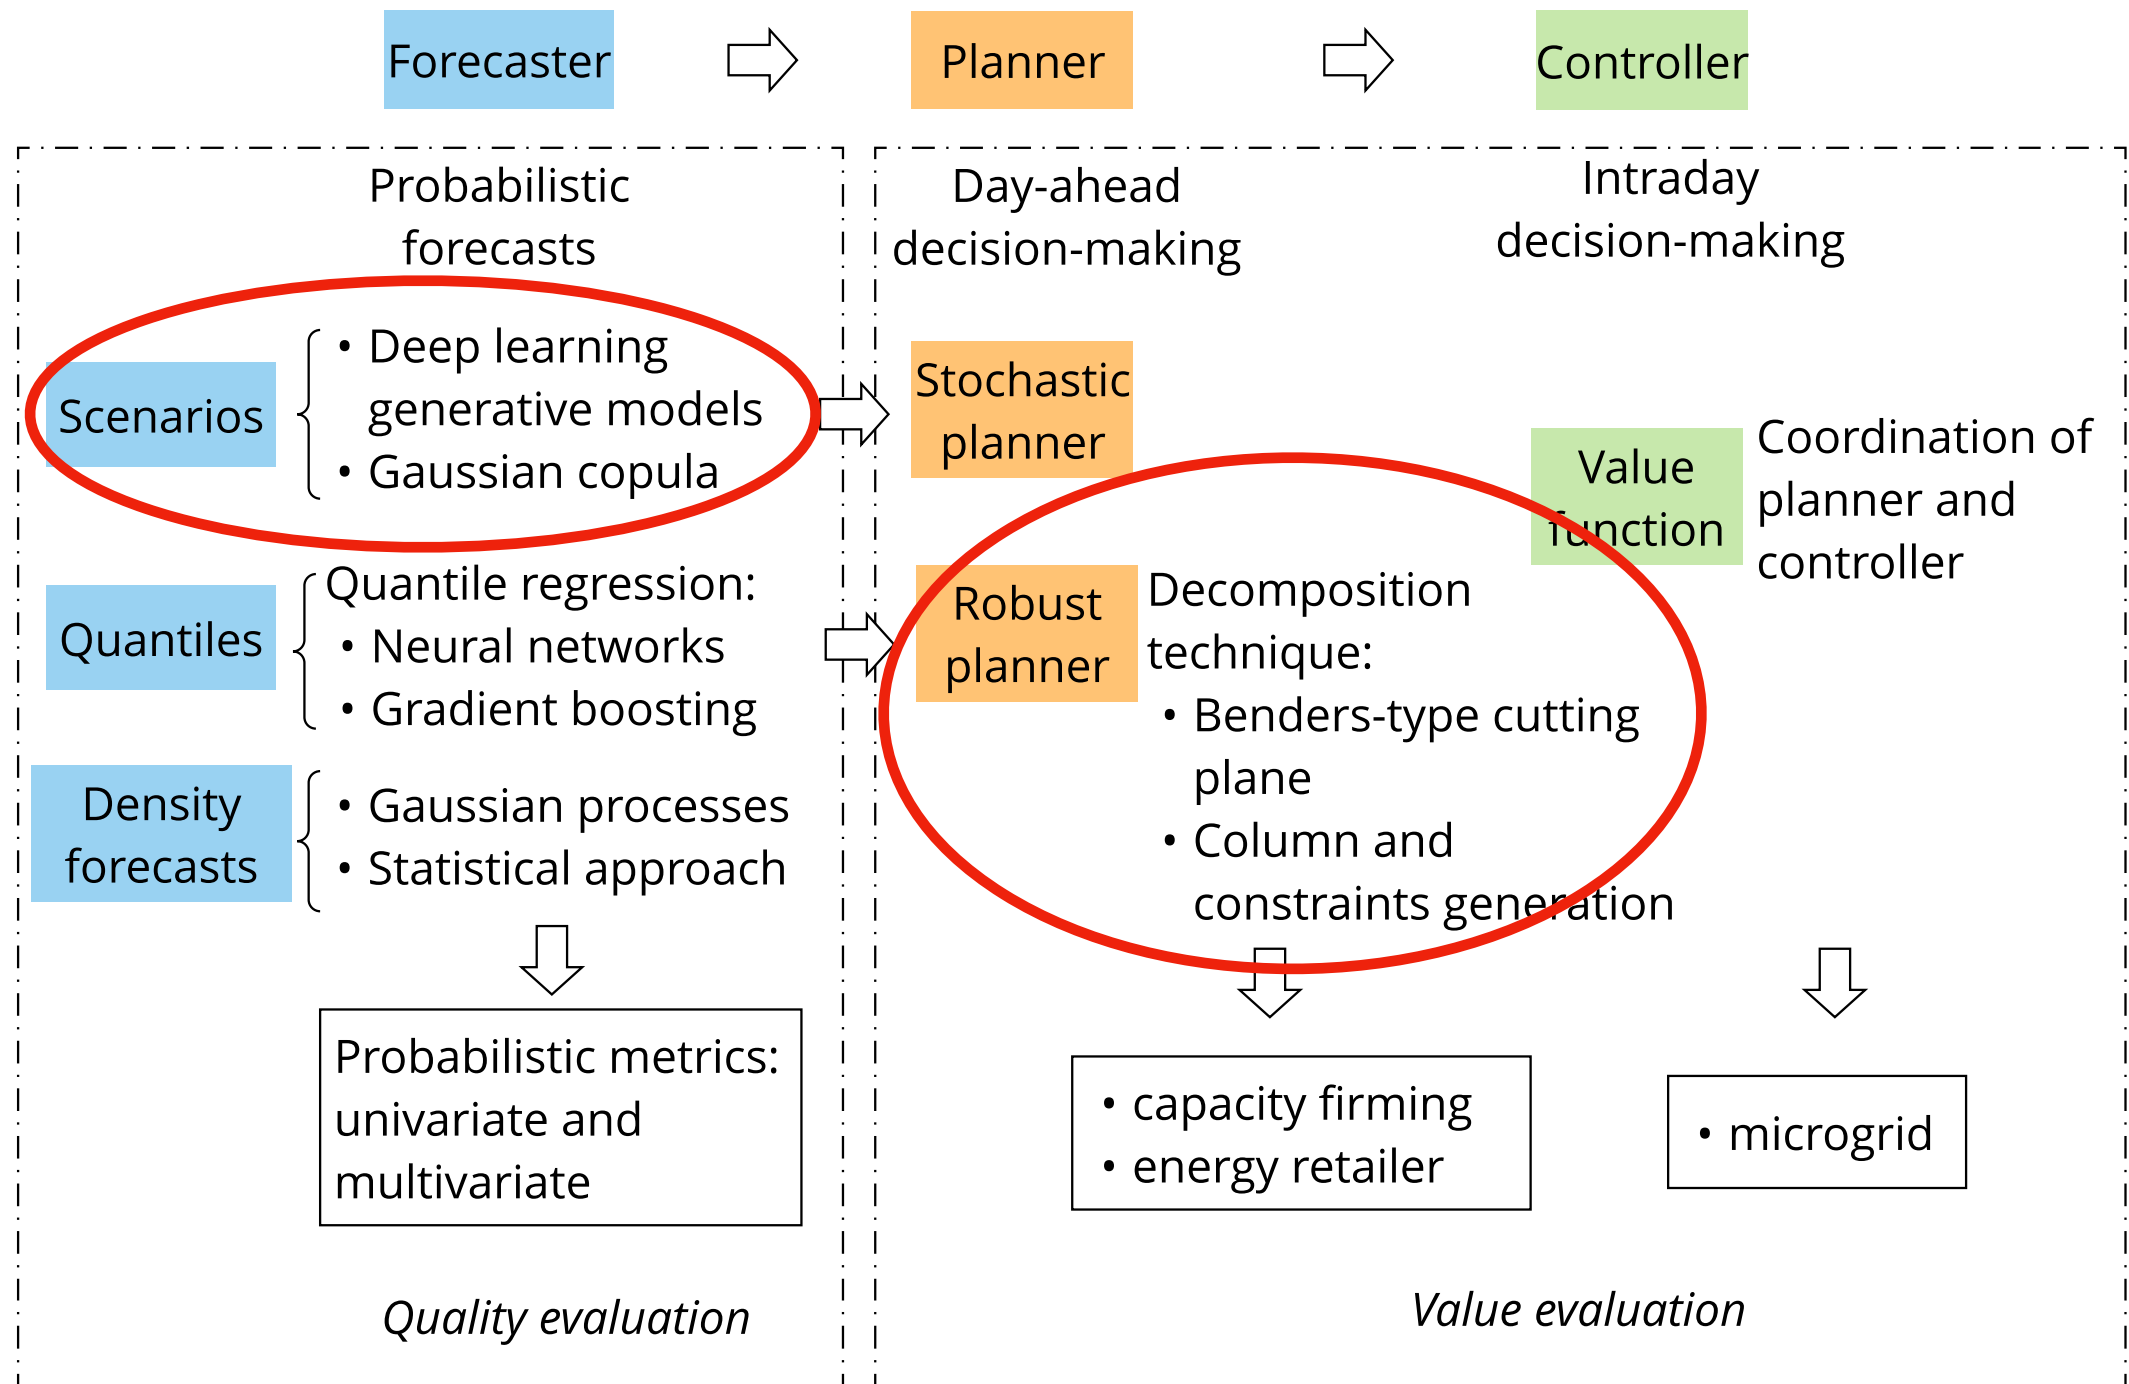 Forecaster
Planner
Controller
Probabilistic
forecasts
Day-ahead
decision-making
Intraday
decision-making
Scenarios
• Deep learning
generative models
• Gaussian copula
Stochastic
planner
Value
function
Coordination of
planner and
controller
Quantiles
Quantile regression:
• Neural networks
• Gradient boosting
Robust
planner
Decomposition
technique:
• Benders-type cutting
plane
• Column and
constraints generation
Density
forecasts
• Gaussian processes
• Statistical approach
Probabilistic metrics:
univariate and
multivariate
• capacity firming
• energy retailer
• microgrid
Quality evaluation
Value evaluation